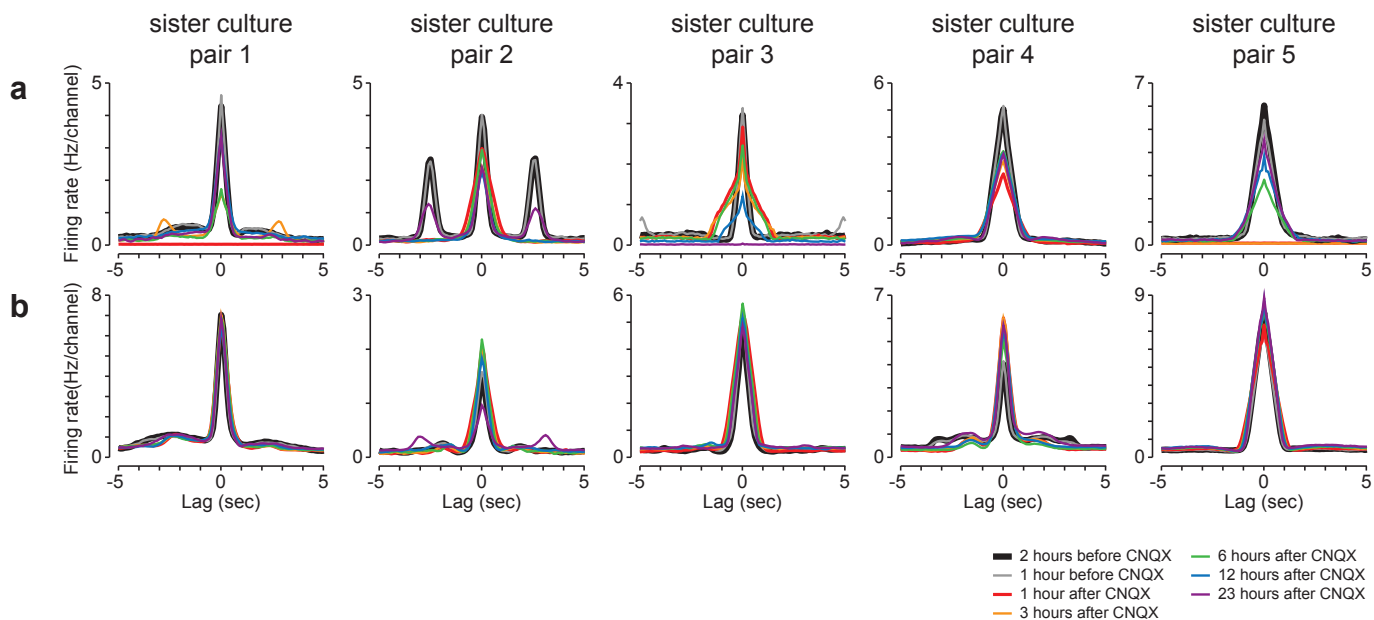 sister culture pair 1
sister culture pair 2
sister culture pair 3
sister culture pair 4
sister culture pair 5
a
Firing rate (Hz/channel)
5
0
-5 0 5
5
0
-5 0 5
4
0
-5 0 5
6
0
-5 0 5
7
0
-5 0 5
b
Firing rate(Hz/channel)
8
0
-5 0 5
Lag (sec)
3
0
-5 0 5
Lag (sec)
6
0
-5 0 5
Lag (sec)
7
0
-5 0 5
Lag (sec)
9
0
-5 0 5
Lag (sec)
2 hours before CNQX
1 hour before CNQX
1 hour after CNQX
3 hours after CNQX
6 hours after CNQX
12 hours after CNQX
23 hours after CNQX